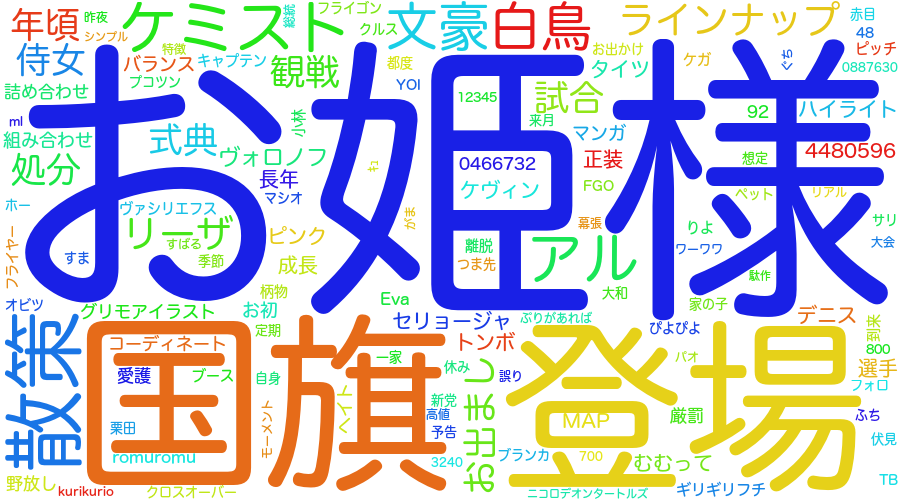 年頃
昨夜
シンプル
ケミスト
総監
特徴
フライゴン
クルス
文豪
白鳥
ラインナップ
赤目
48
ピッチ
侍女
バランス
キャプテン
都度
お出かけ
ケガ
ぐち
0887630
詰め合わせ
ブコツン
観戦
YOI
タイツ
ml
組み合わせ
式典
小林
12345
試合
来月
マンガ
92
ハイライト
処分
ヴォロノフ
長年
マシオ
ｷｭ
0466732
ケヴィン
正装
FGO
想定
4480596
ホー
ヴァシリエフス
ペット
リアル
お姫様
リーザ
すばる
ピンク
がま
幕張
りよ
サリ
フライヤー
すま
季節
成長
離脱
つま先
アル
ワーワワ
大会
駄作
オビツ
グリモアイラスト
柄物
お初
定期
Eva
セリョージャ
大和
家の子
ぷりがあれば
ぴよぴよ
デニス
到来
散策
国旗
コーディネート
愛護
ブース
一家
トンボ
休み
誤り
登場
バオ
800
選手
自身
ヘイト
モーメント
新党
高値
予告
お出まし
MAP
厳罰
フォロ
ふち
栗田
romuromu
3240
ブランカ
700
むむって
伏見
野放し
kurikurio
クロスオーバー
ニコロデオンタートルズ
ギリギリフチ
TB